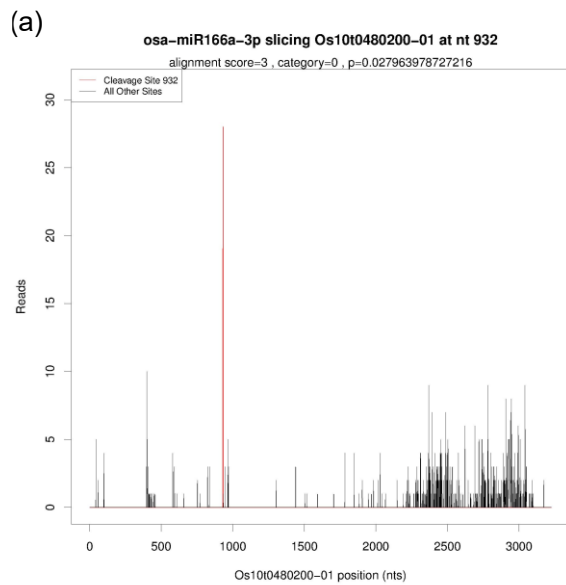 (a)
osa-miR166a-3p slicing Os10t0480200-01 at nt 932
alignment score=3 , category=0 , p=0.027963978727216
Cleavage Site 932
All Other Sites
30
25
20
15
10
5
0
Reads
0 500 1000 1500 2000 2500 3000
Os10t0480200-01 position (nts)